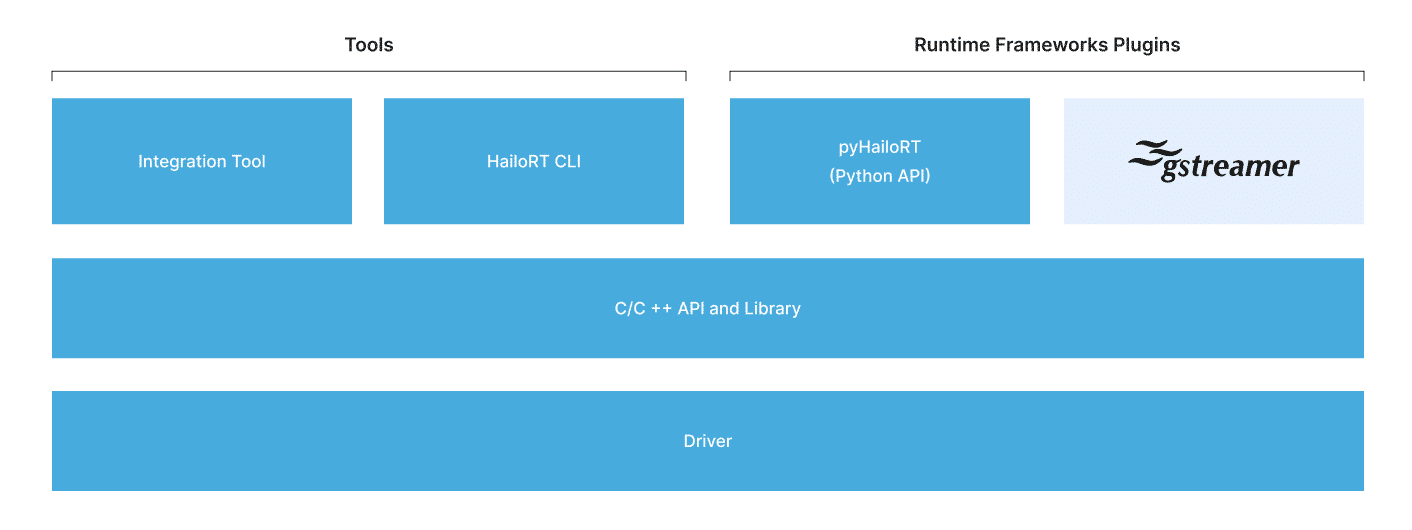 Tools
Runtime Frameworks Plugins
Integration Tool
HailoRT CLI
pyHailoRT
(Python API)
gstreamer
C/C ++ API and Library
Driver